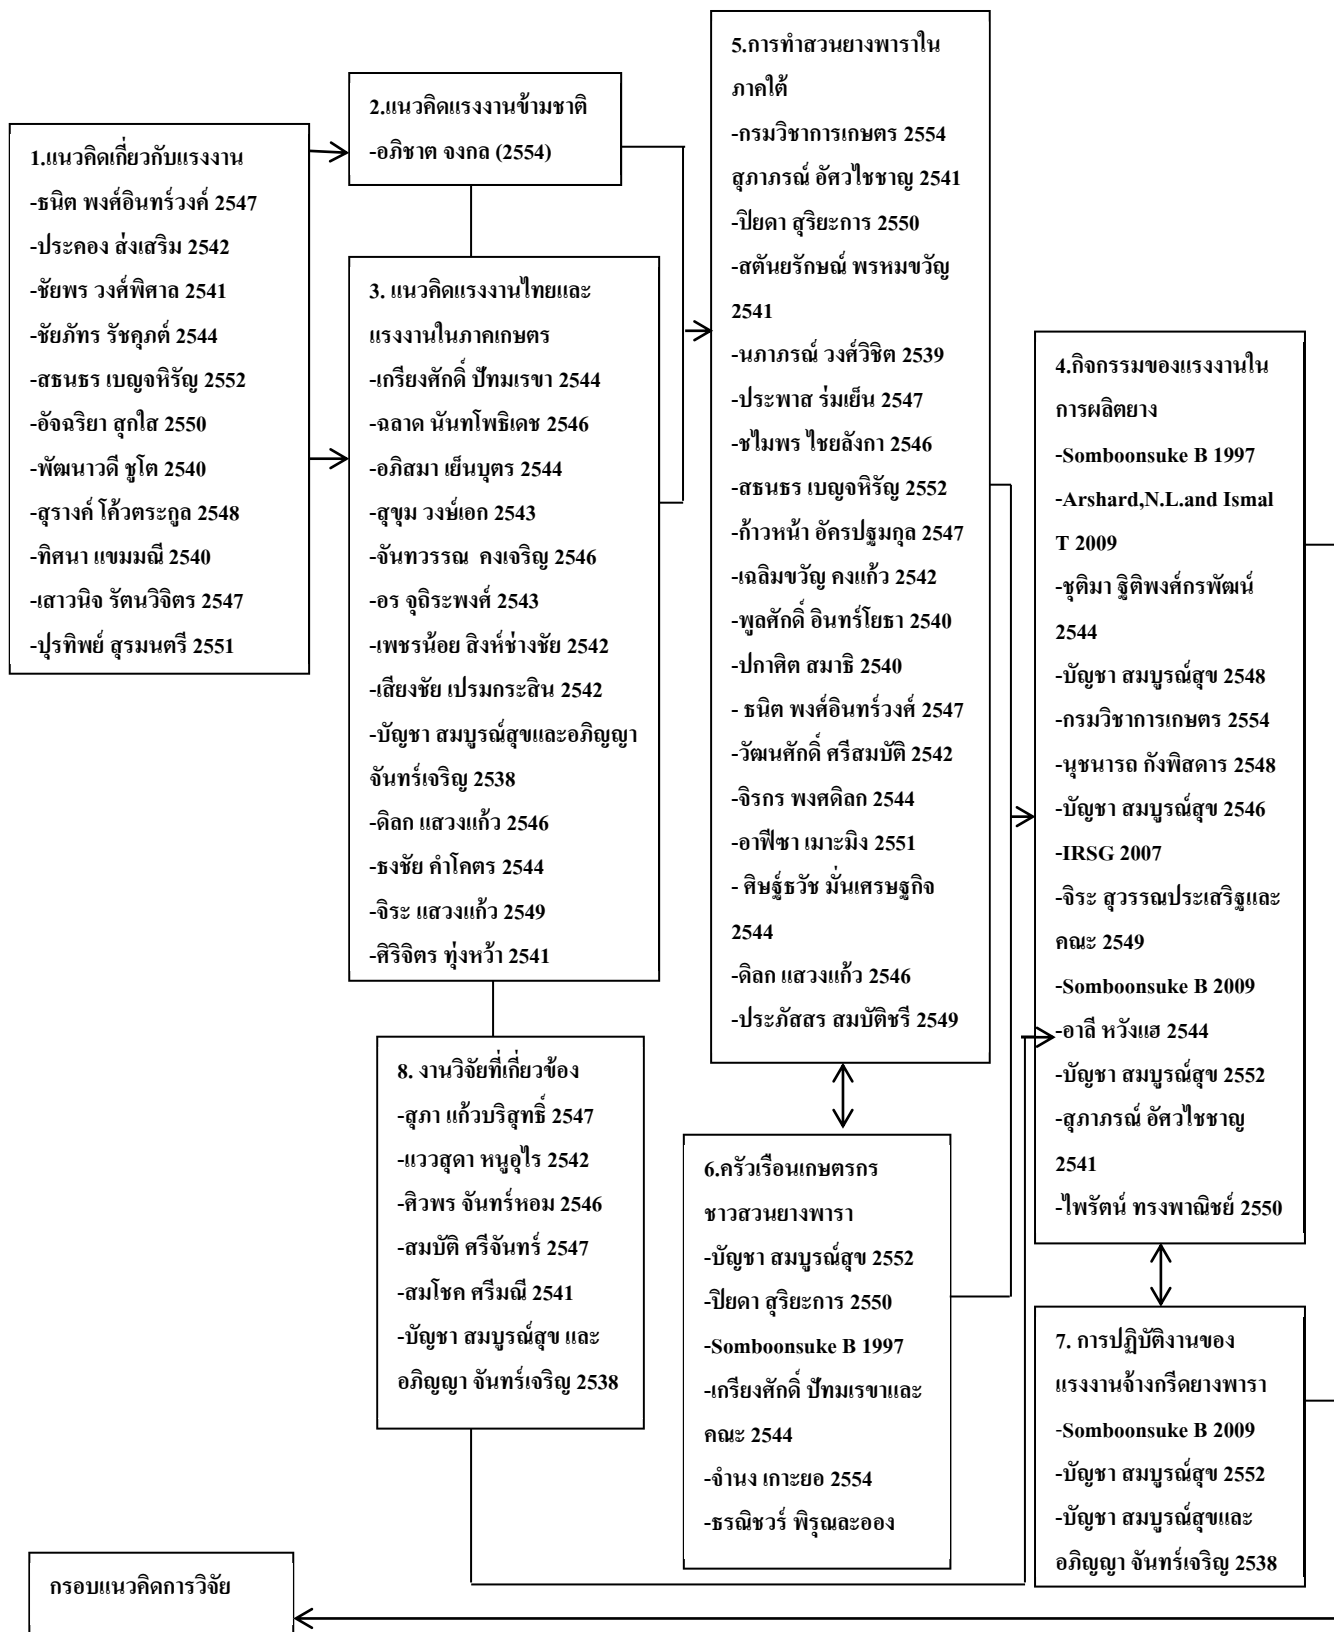 1.แนวคิดเกี่ยวกับแรงงาน
-ธนิต พงศ์อินทร์วงค์ 2547
-ประคอง ส่งเสริม 2542
-ชัยพร วงศ์พิศาล 2541
-ชัยภัทร รัชคุภต์ 2544
-สธนธร เบญจหิรัญ 2552
-อัจฉริยา สุกใส 2550
-พัฒนาวดี ชูโต 2540
-สุรางค์ โค้วตระกูล 2548
-ทิศนา แขมมณี 2540
-เสาวนิจ รัตนวิจิตร 2547
-ปุรทิพย์ สุรมนตรี 2551
2.แนวคิดแรงงานข้ามชาติ
-อภิชาต จงกล (2554)
3. แนวคิดแรงงานไทยและ
แรงงานในภาคเกษตร
-เกรียงศักดิ์ ปัทมเรขา 2544
-ฉลาด นันทโพธิเดช 2546
-อภิสมา เย็นบุตร 2544
-สุขุม วงษ์เอก 2543
-จันทวรรณ  คงเจริญ 2546
-อร จุถิระพงศ์ 2543
-เพชรน้อย สิงห์ช่างชัย 2542
-เสียงชัย เปรมกระสิน 2542
-บัญชา สมบูรณ์สุขและอภิญญา
จันทร์เจริญ 2538
-ดิลก แสวงแก้ว 2546
-ธงชัย คำโคตร 2544
-จิระ แสวงแก้ว 2549
-ศิริจิตร ทุ่งหว้า 2541
8. งานวิจัยที่เกี่ยวข้อง
-สุภา แก้วบริสุทธิ์ 2547
-แววสุดา หนูอุไร 2542
-ศิวพร จันทร์หอม 2546
-สมบัติ ศรีจันทร์ 2547
-สมโชค ศรีมณี 2541
-บัญชา สมบูรณ์สุข และ
อภิญญา จันทร์เจริญ 2538
5.การทำสวนยางพาราใน
ภาคใต้
-กรมวิชาการเกษตร 2554
สุภาภรณ์ อัศวไชชาญ 2541
-ปิยดา สุริยะการ 2550
-สตันยรักษณ์ พรหมขวัญ
2541
-นภาภรณ์ วงศ์วิชิต 2539
-ประพาส ร่มเย็น 2547
-ชไมพร ไชยลังกา 2546
-สธนธร เบญจหิรัญ 2552
-ก้าวหน้า อัครปฐมกุล 2547
-เฉลิมขวัญ คงแก้ว 2542
-พูลศักดิ์ อินทร์โยธา 2540
-ปกาศิต สมาธิ 2540
- ธนิต พงศ์อินทร์วงศ์ 2547
-วัฒนศักดิ์ ศรีสมบัติ 2542
-จิรกร พงศดิลก 2544
-อาฟีซา เมาะมิง 2551
- ศิษฐ์ธวัช มั่นเศรษฐกิจ
2544
-ดิลก แสวงแก้ว 2546
-ประภัสสร สมบัติชรี 2549
6.ครัวเรือนเกษตรกร
ชาวสวนยางพารา
-บัญชา สมบูรณ์สุข 2552
-ปิยดา สุริยะการ 2550
-Somboonsuke B 1997
-เกรียงศักดิ์ ปัทมเรขาและ
คณะ 2544
-จำนง เกาะยอ 2554
-ธรณิชวร์ พิรุณละออง
4.กิจกรรมของแรงงานใน
การผลิตยาง
-Somboonsuke B 1997
-Arshard,N.L.and Ismal
T 2009
-ชุติมา ฐิติพงศ์กรพัฒน์
2544
-บัญชา สมบูรณ์สุข 2548
-กรมวิชาการเกษตร 2554
-นุชนารถ กังพิสดาร 2548
-บัญชา สมบูรณ์สุข 2546
-IRSG 2007
-จิระ สุวรรณประเสริฐและ
คณะ 2549
-Somboonsuke B 2009
-อาลี หวังแฮ 2544
-บัญชา สมบูรณ์สุข 2552
-สุภาภรณ์ อัศวไชชาญ
2541
-ไพรัตน์ ทรงพาณิชย์ 2550
7. การปฏิบัติงานของ
แรงงานจ้างกรีดยางพารา
-Somboonsuke B 2009
-บัญชา สมบูรณ์สุข 2552
-บัญชา สมบูรณ์สุขและ
อภิญญา จันทร์เจริญ 2538
กรอบแนวคิดการวิจัย